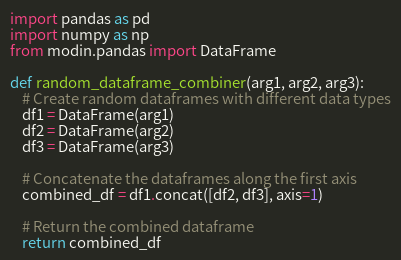 import pandas as pd
import numpy as np
from modin.pandas import DataFrame
def random_dataframe_combiner(arg1, arg2, arg3):
# Create random dataframes with different data types
df1 = DataFrame(arg1)
df2 = DataFrame(arg2)
df3 = DataFrame(arg3)
# Concatenate the dataframes along the first axis
combined_df = df1.concat([df2, df3], axis=1)
# Return the combined dataframe
return combined_df